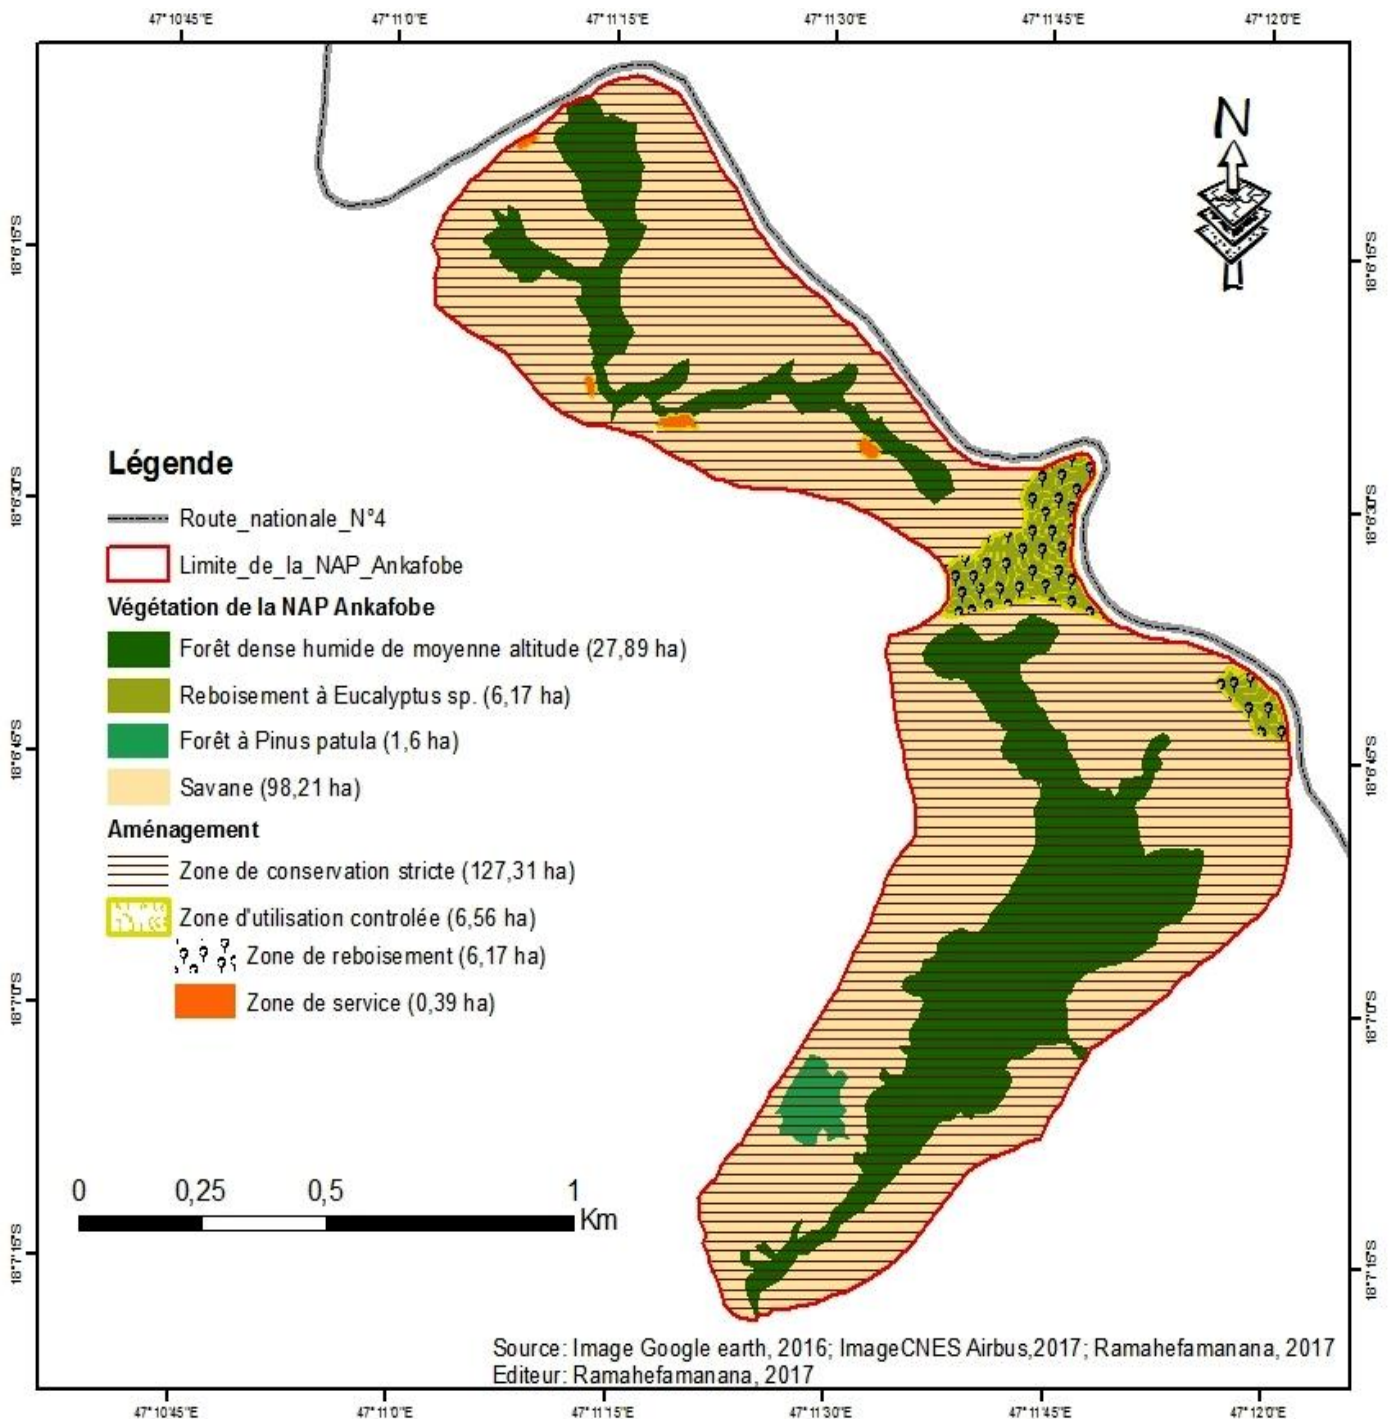 47°10'45"E 47°11'0"E 47°11'15"E 47°11'30"E 47°11'45"E 47°12'0"E
N
18°6'15"S 18°6'15"S
18°6'30"S 18°6'30"S
18°6'45"S 18°6'45"S
18°7'0"S 18°7'0"S
18°7'15"S 18°7'15"S
Légende
Route_nationale_N°4
Limite_de_la_NAP_Ankafobe
Végétation de la NAP Ankafobe
Forêt dense humide de moyenne altitude (27,89 ha)
Reboisement à Eucalyptus sp. (6,17 ha)
Forêt à Pinus patula (1,6 ha)
Savane (98,21 ha)
Aménagement
Zone de conservation stricte (127,31 ha)
Zone d'utilisation controlée (6,56 ha)
Zone de reboisement (6,17 ha)
Zone de service (0,39 ha)
0 0,25 0,5 1
Km
Source: Image Google earth, 2016; ImageCNES Airbus,2017; Ramahefamanana, 2017
Editeur: Ramahefamanana, 2017
47°10'45"E 47°11'0"E 47°11'15"E 47°11'30"E 47°11'45"E 47°12'0"E